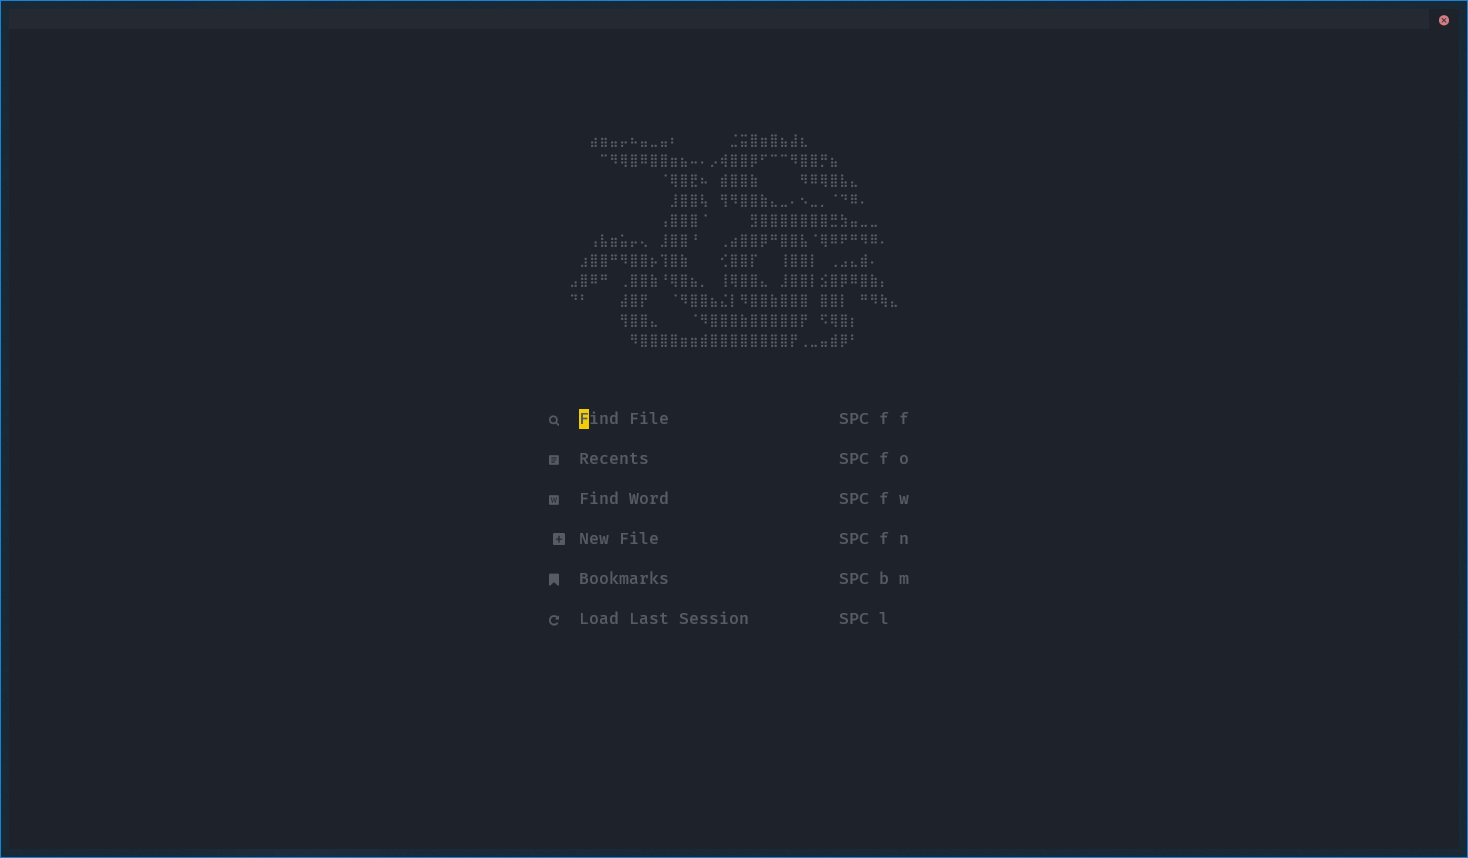 Find File SPC f f
Recents SPC f o
Find Word SPC f w
New File SPC f n
Bookmarks SPC b m
Load Last Session SPC l